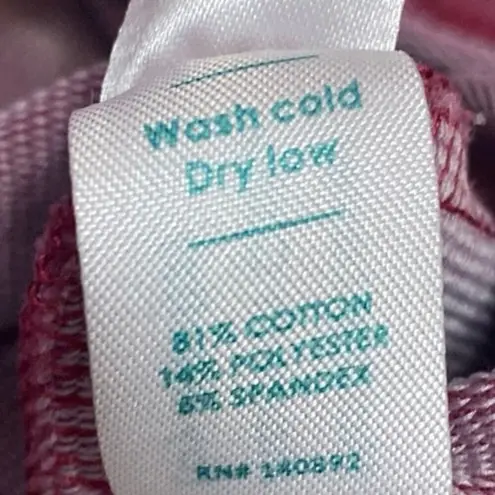 Wash cold
Dry low
81% COTTON
14% POLYESTER
5% SPANDEX
RN# 140892